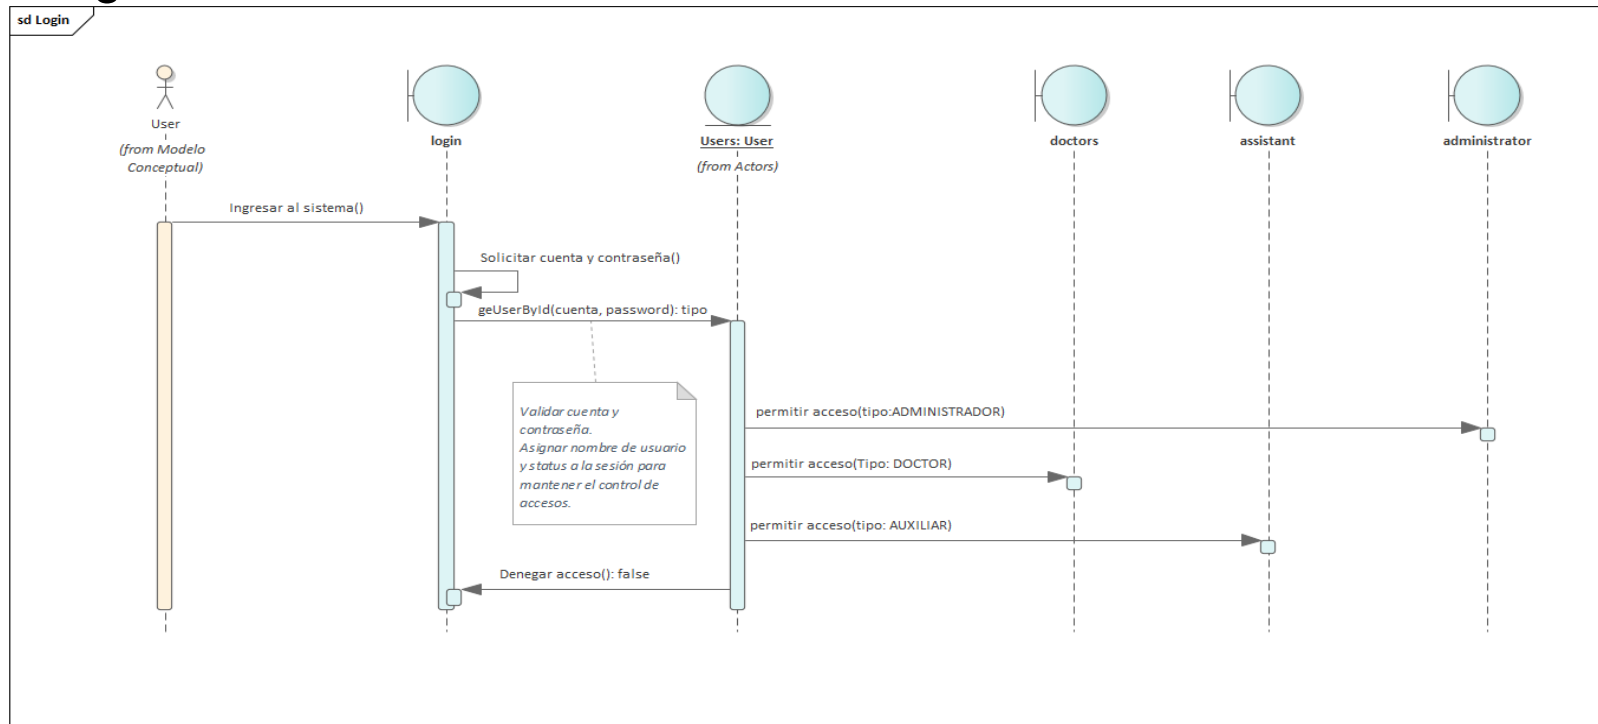 sd Login
User
(from Modelo
Conceptual)
login
Users: User
(from Actors)
doctors
assistant
administrator
Ingresar al sistema()
Solicitar cuenta y contraseña()
geUserById(cuenta, password): tipo
Validar cuenta y
contraseña.
Asignar nombre de usuario
y status a la sesión para
mantener el control de
accesos.
permitir acceso(tipo:ADMINISTRADOR)
permitir acceso(Tipo: DOCTOR)
permitir acceso(tipo: AUXILIAR)
Denegar acceso(): false